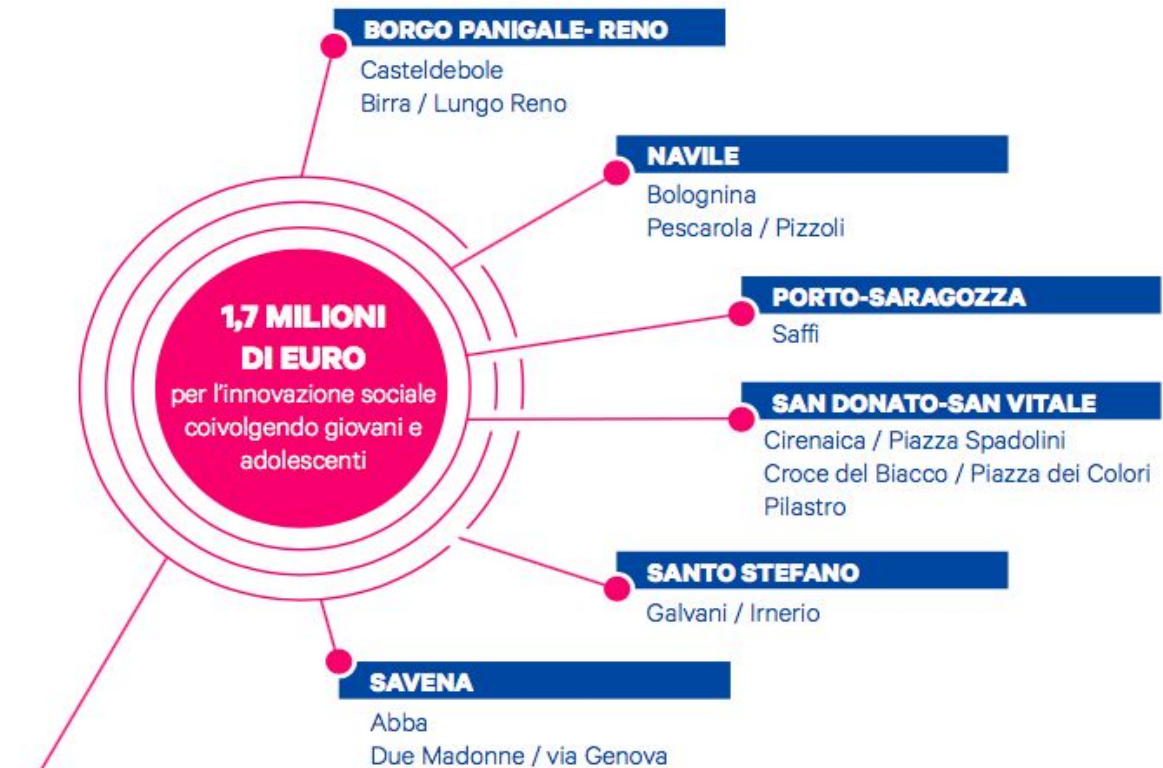 BORGO PANIGALE- RENO
Casteldebole
Birra / Lungo Reno
NAVILE
Bolognina
Pescarola / Pizzoli
PORTO-SARAGOZZA
Saffi
1,7 MILIONI
DI EURO
per l'innovazione sociale
coivolgendo giovani e
adolescenti
SAN DONATO-SAN VITALE
Cirenaica / Piazza Spadolini
Croce del Biacco / Piazza dei Colori
Pilastro
SANTO STEFANO
Galvani / Irnerio
SAVENA
Abba
Due Madonne / via Genova